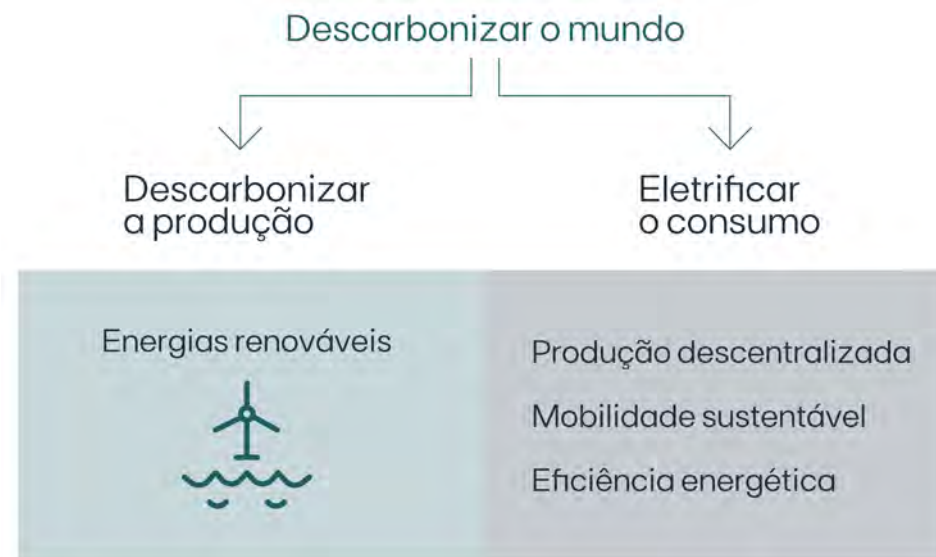 Descarbonizar o mundo
Descarbonizar
a produção
Eletrificar
o consumo
Energias renováveis
Produção descentralizada
Mobilidade sustentável
Eficiência energética